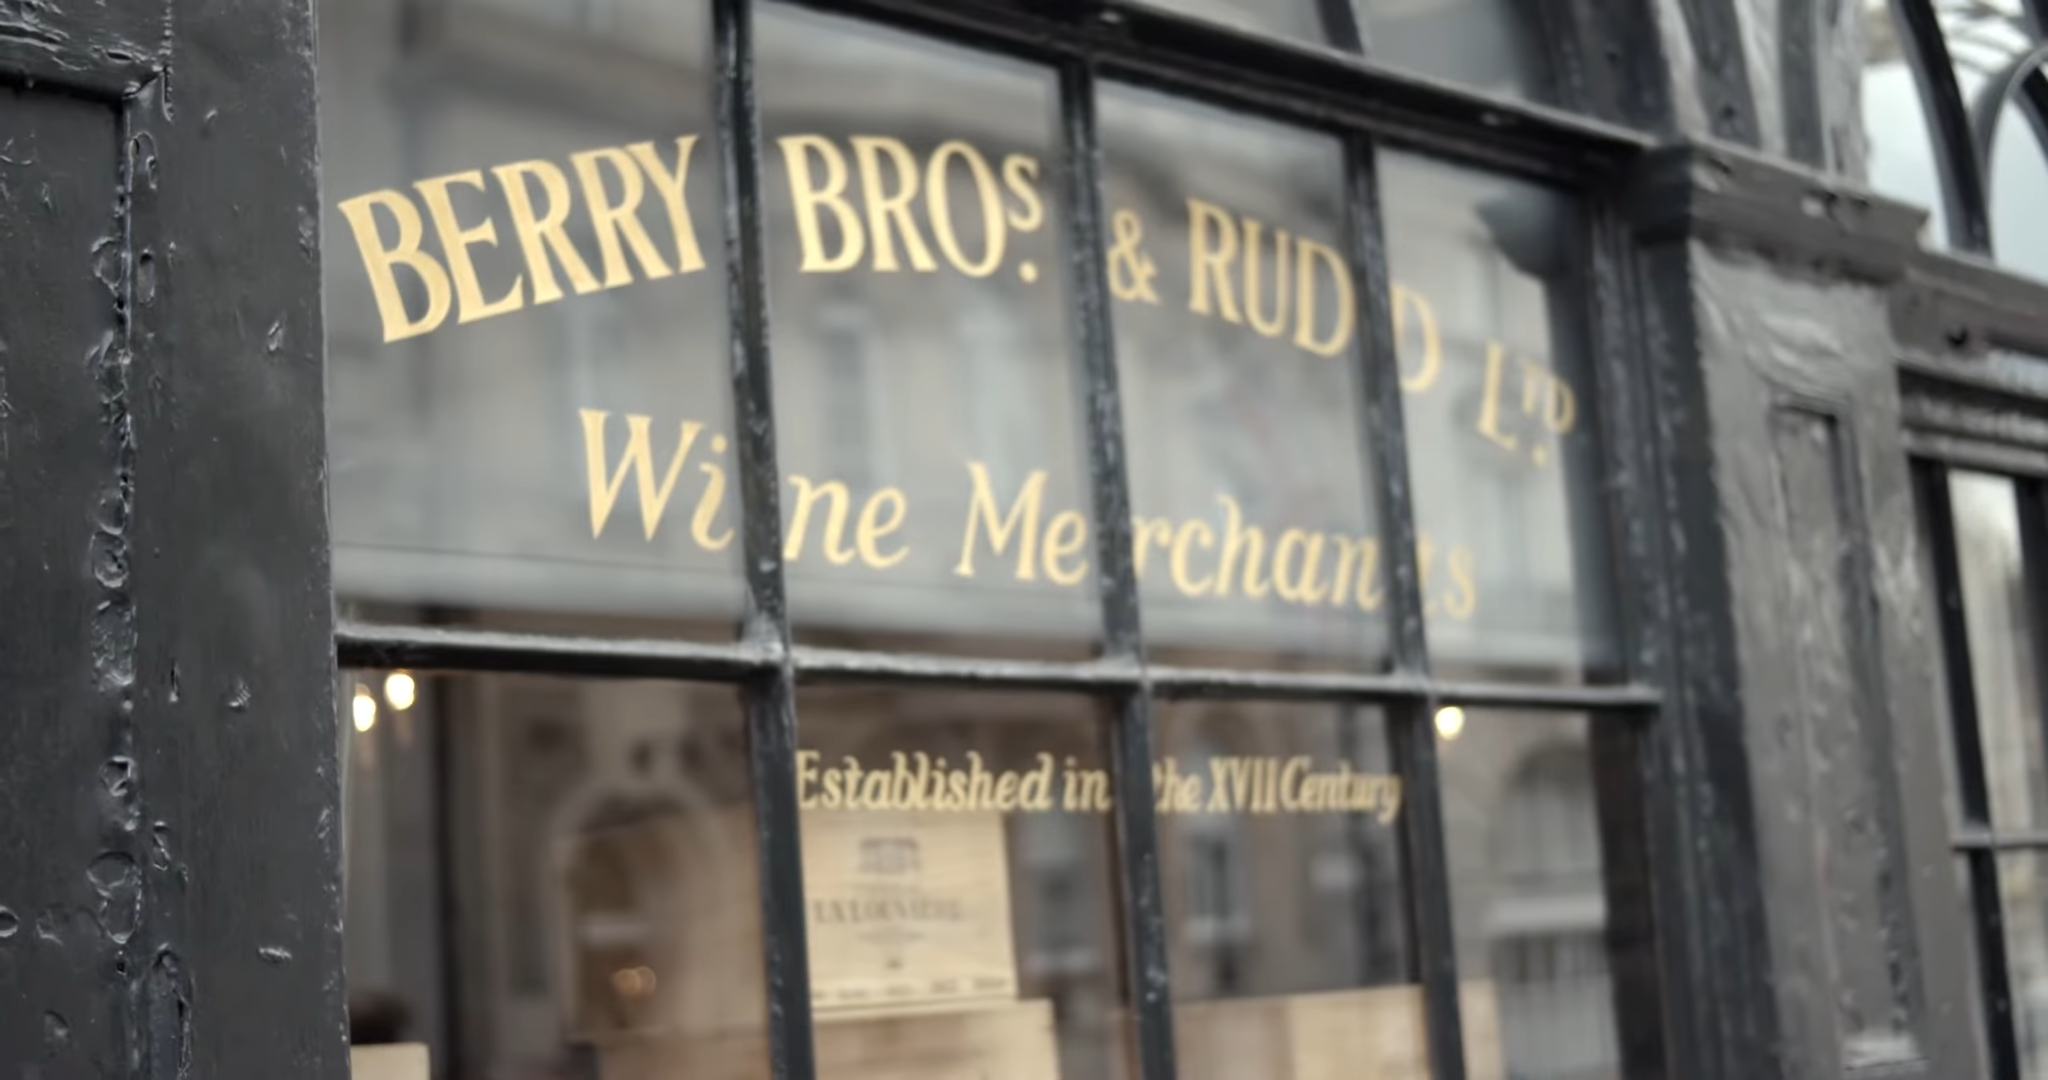 BERRY BROS. & RUDD LTD.
Wine Merchants
Established in the XVII Century